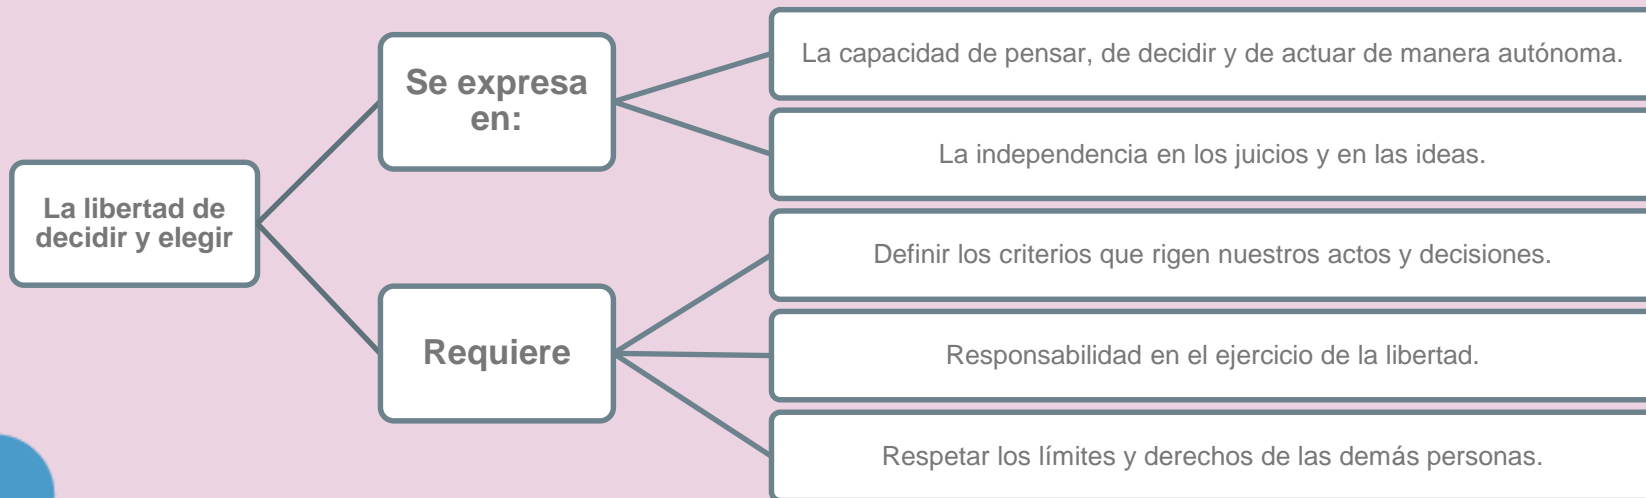 La libertad de
decidir y elegir
Se expresa
en:
La capacidad de pensar, de decidir y de actuar de manera autónoma.
La independencia en los juicios y en las ideas.
Requiere
Definir los criterios que rigen nuestros actos y decisiones.
Responsabilidad en el ejercicio de la libertad.
Respetar los límites y derechos de las demás personas.